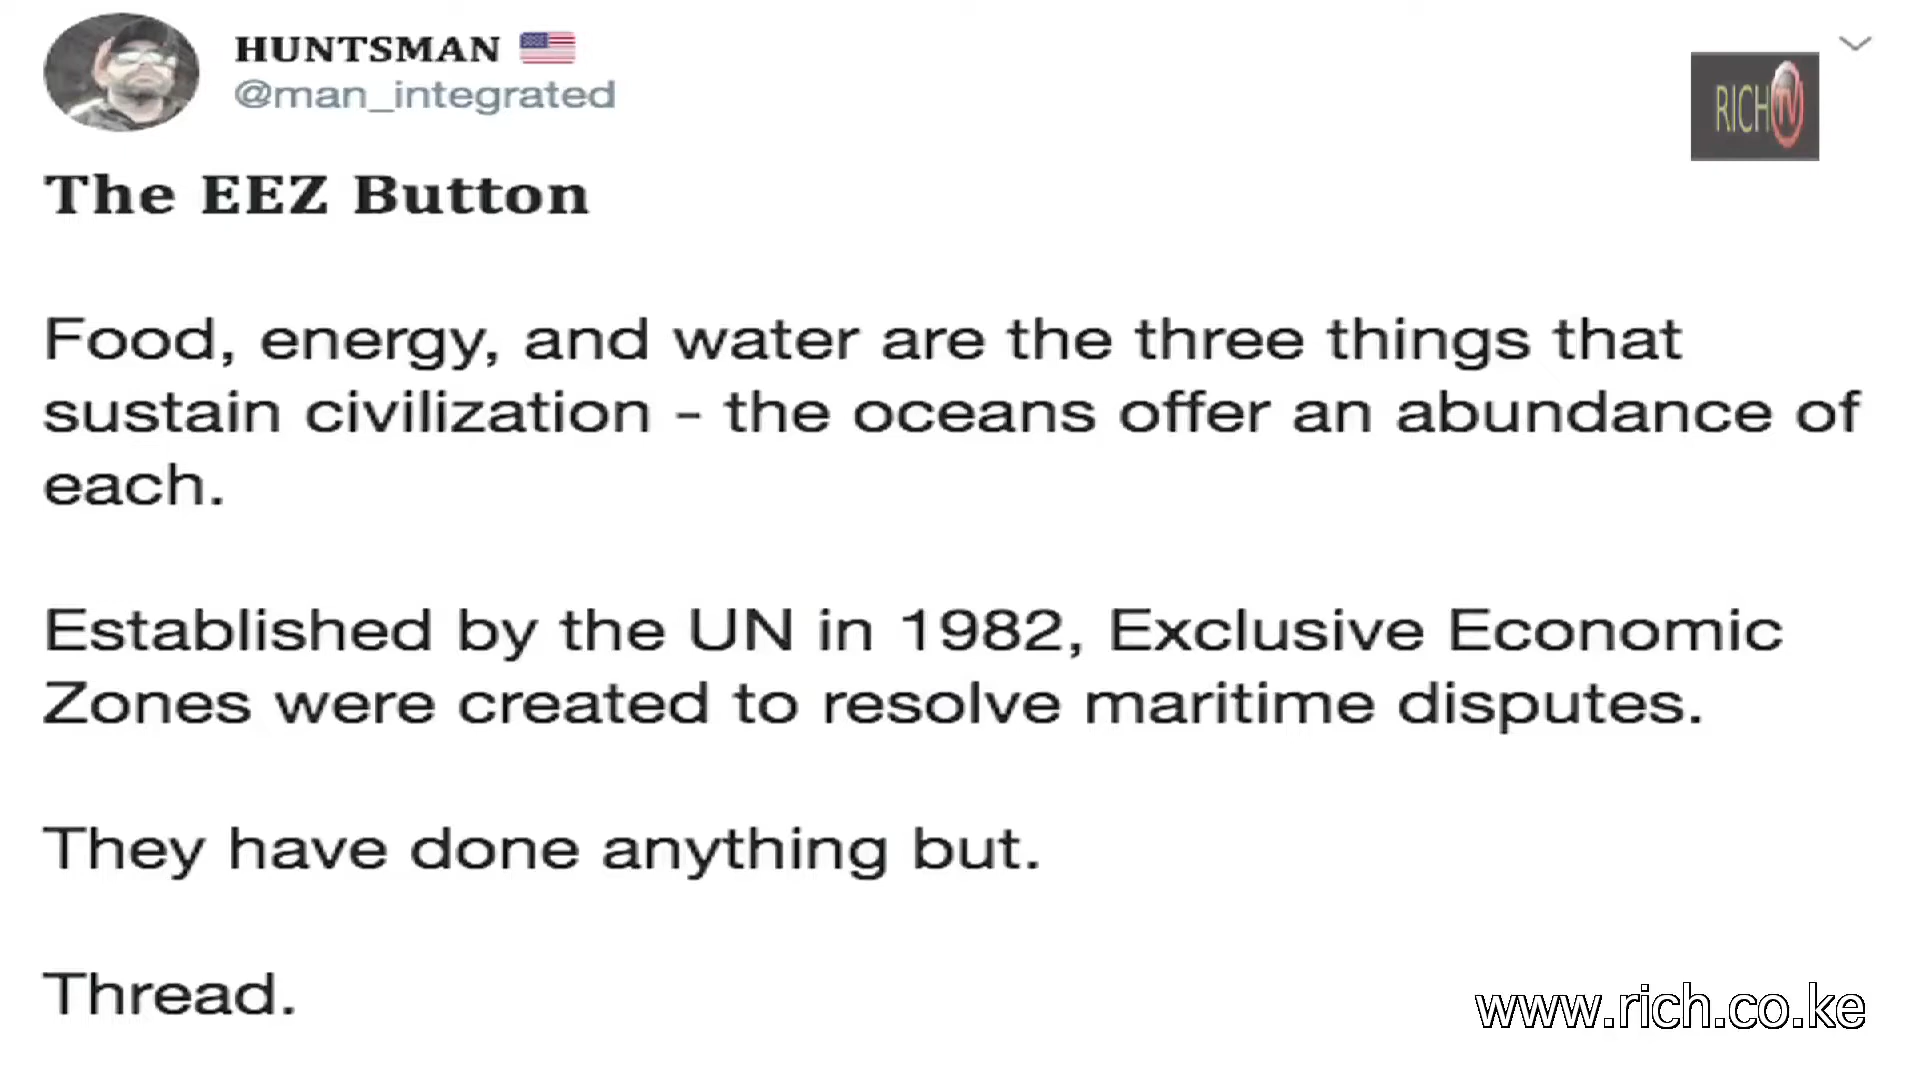 HUNTSMAN
@man_integrated
RICH TV
The EEZ Button
Food, energy, and water are the three things that
sustain civilization - the oceans offer an abundance of
each.
Established by the UN in 1982, Exclusive Economic
Zones were created to resolve maritime disputes.
They have done anything but.
Thread.
www.rich.co.ke